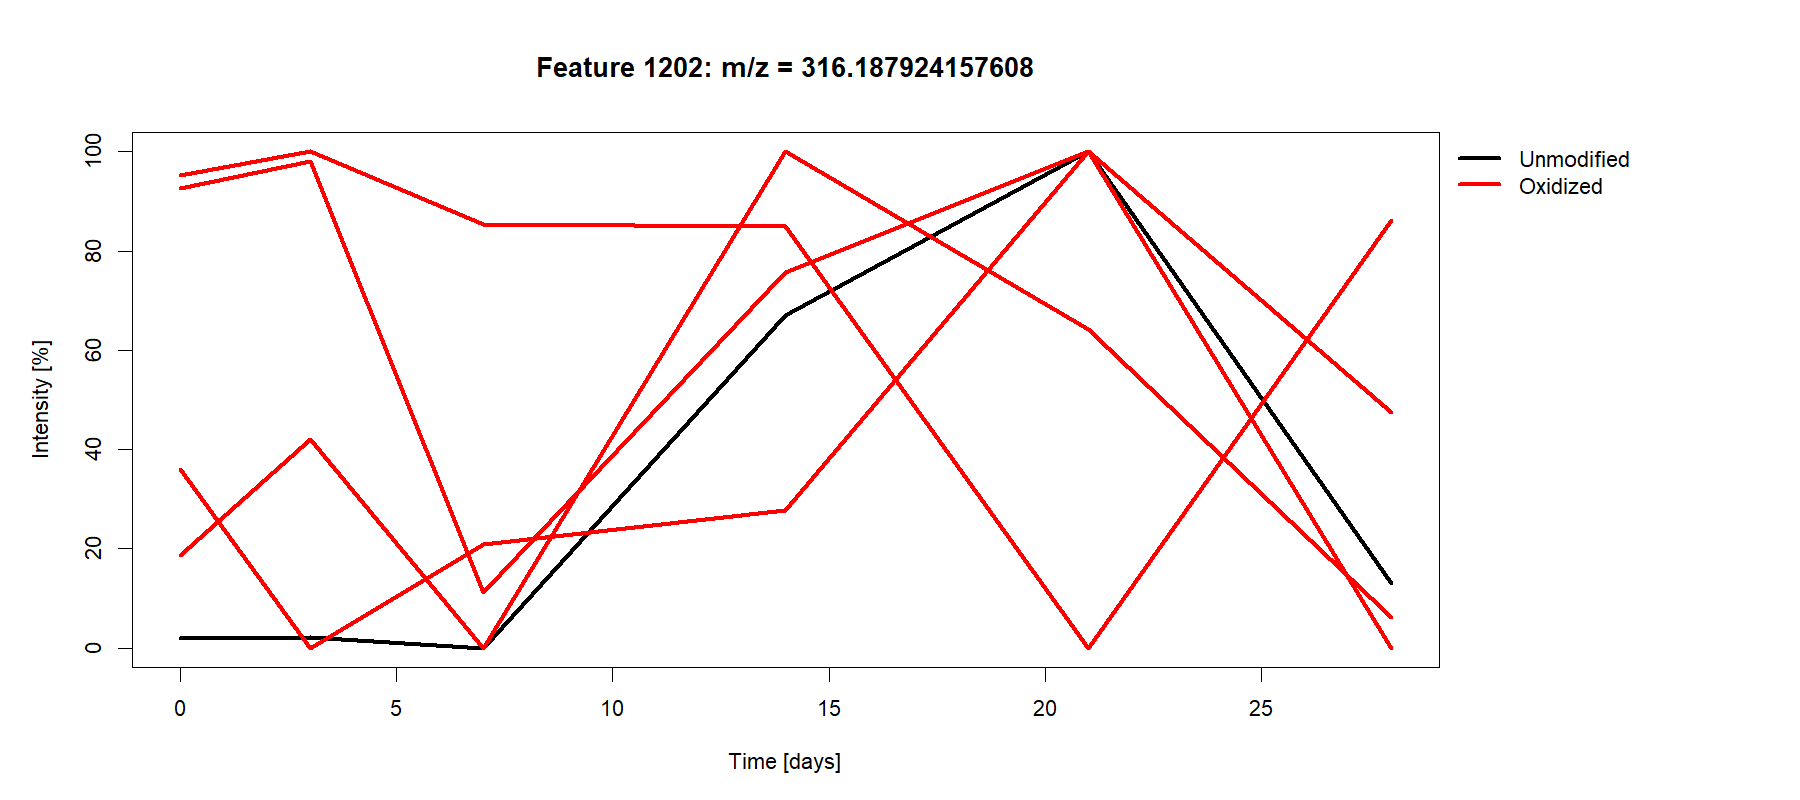 Feature 1202: m/z = 316.187924157608
Unmodified
Oxidized
Intensity [%]
100
80
60
40
20
0
0 5 10 15 20 25
Time [days]